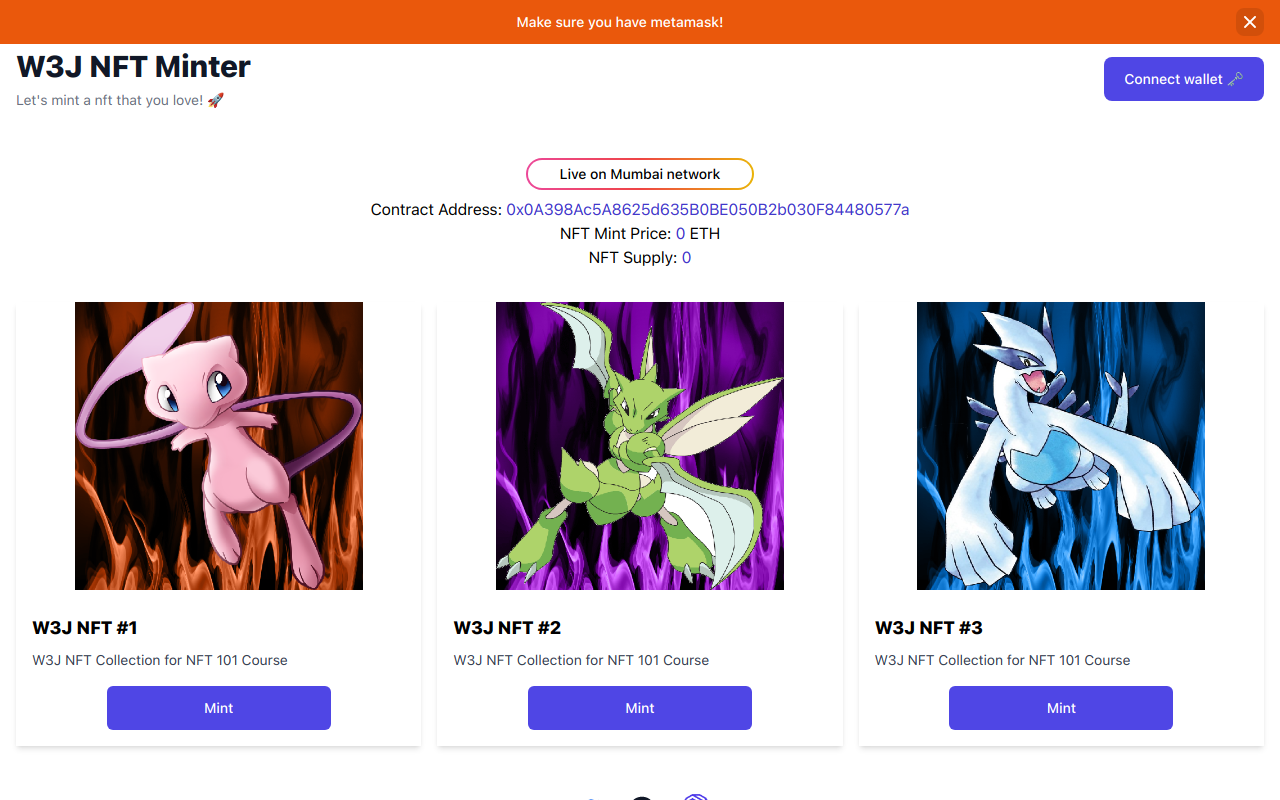 Make sure you have metamask!
W3J NFT Minter
Let's mint a nft that you love! 🚀
Connect wallet 🗝️
Live on Mumbai network
Contract Address: 0x0A398Ac5A8625d635B0BE050B2b030F84480577a
NFT Mint Price: 0 ETH
NFT Supply: 0
W3J NFT #1
W3J NFT Collection for NFT 101 Course
Mint
W3J NFT #2
W3J NFT Collection for NFT 101 Course
Mint
W3J NFT #3
W3J NFT Collection for NFT 101 Course
Mint